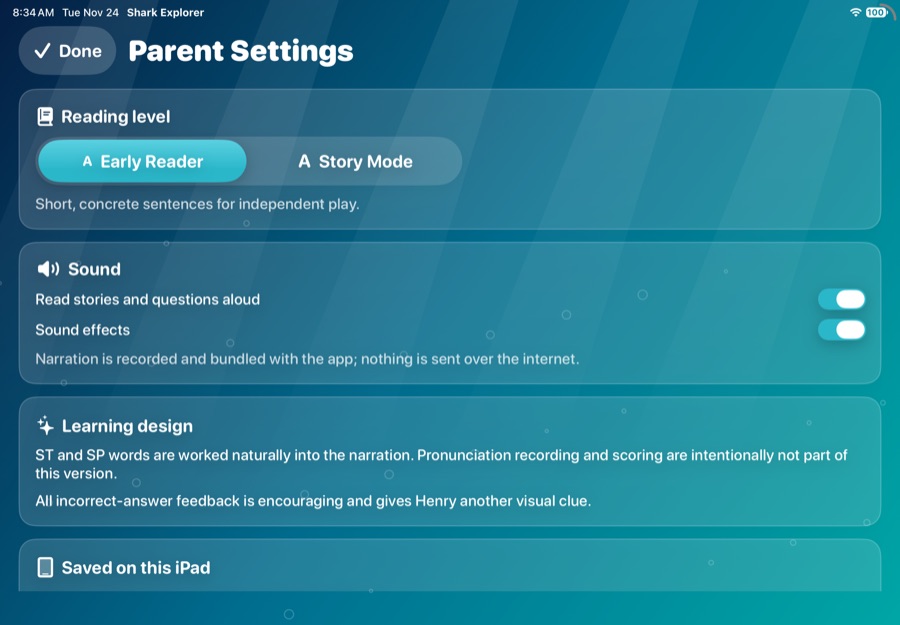 8:34 AM Tue Nov 24 Shark Explorer
100
Done
Parent Settings
Reading level
A Early Reader
A Story Mode
Short, concrete sentences for independent play.
Sound
Read stories and questions aloud
Sound effects
Narration is recorded and bundled with the app; nothing is sent over the internet.
Learning design
ST and SP words are worked naturally into the narration. Pronunciation recording and scoring are intentionally not part of
this version.
All incorrect-answer feedback is encouraging and gives Henry another visual clue.
Saved on this iPad